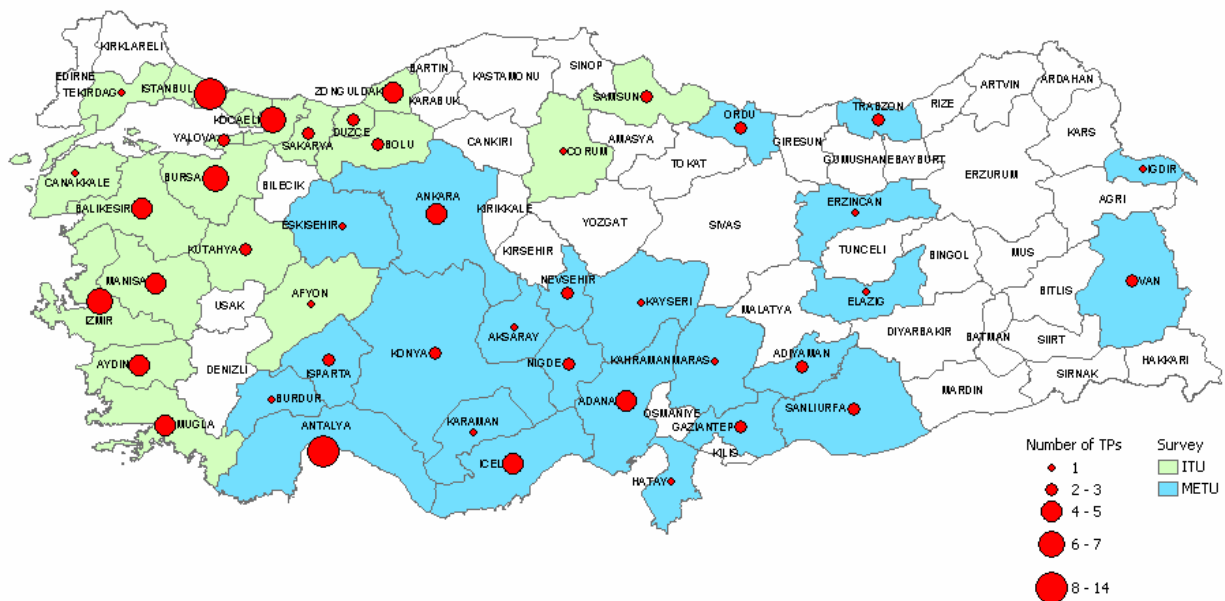 KIRKLARELI
EDIRNE
TEKIRDAG
ISTANBUL
KOCAELI
YALOVA
SAKARYA
DUZCE
BOLU
ZONGULDAK
BARTIN
KARABUK
KASTAMONU
SINOP
SAMSUN
CANKIRI
CORUM
AMASYA
TOKAT
ORDU
GIRESUN
TRABZON
RIZE
ARTVIN
ARDAHAN
KARS
GUMUSHANE
BAYBURT
ERZURUM
IGDIR
AGRI
CANAKKALE
BALIKESIR
BURSA
BILECIK
ESKISEHIR
ANKARA
KIRIKKALE
KIRSEHIR
YOZGAT
SIVAS
ERZINCAN
TUNCELI
BINGOL
MUS
BITLIS
VAN
KUTAHYA
MANISA
USAK
AFYON
IZMIR
AYDIN
DENIZLI
MUGLA
ISPARTA
BURDUR
ANTALYA
KONYA
AKSARAY
NEVSEHIR
NIGDE
KAYSERI
KAHRAMANMARAS
MALATYA
ELAZIG
DIYARBAKIR
BATMAN
SIIRT
SIRNAK
HAKKARI
MARDIN
ADIYAMAN
SANLIURFA
GAZIANTEP
KILIS
OSMANIYE
ADANA
KARAMAN
ICEL
HATAY
Number of TPs
1
2 - 3
4 - 5
6 - 7
8 - 14
Survey
ITU
METU